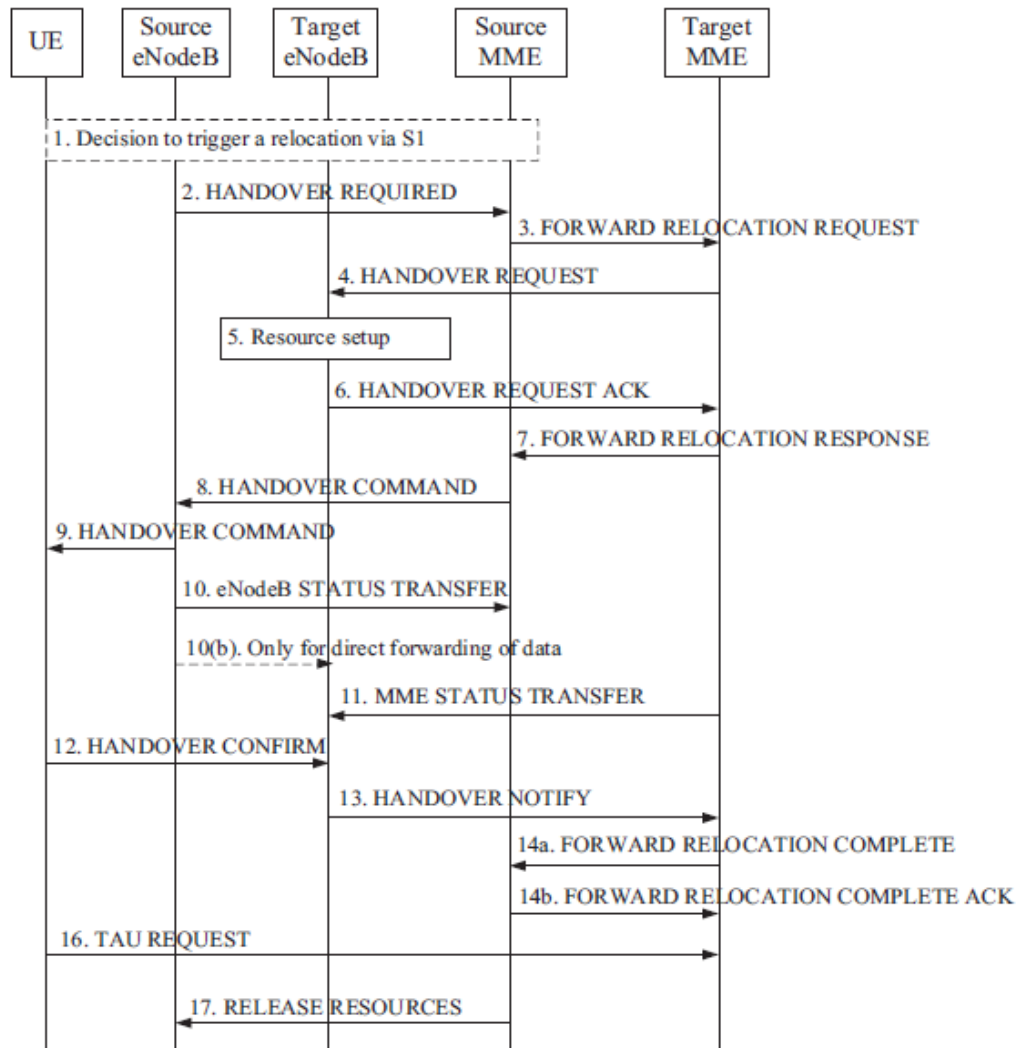 UE
Source
eNodeB
Target
eNodeB
Source
MME
Target
MME
1. Decision to trigger a relocation via S1
2. HANDOVER REQUIRED
3. FORWARD RELOCATION REQUEST
4. HANDOVER REQUEST
5. Resource setup
6. HANDOVER REQUEST ACK
7. FORWARD RELOCATION RESPONSE
8. HANDOVER COMMAND
9. HANDOVER COMMAND
10. eNodeB STATUS TRANSFER
10(b). Only for direct forwarding of data
11. MME STATUS TRANSFER
12. HANDOVER CONFIRM
13. HANDOVER NOTIFY
14a. FORWARD RELOCATION COMPLETE
14b. FORWARD RELOCATION COMPLETE ACK
16. TAU REQUEST
17. RELEASE RESOURCES